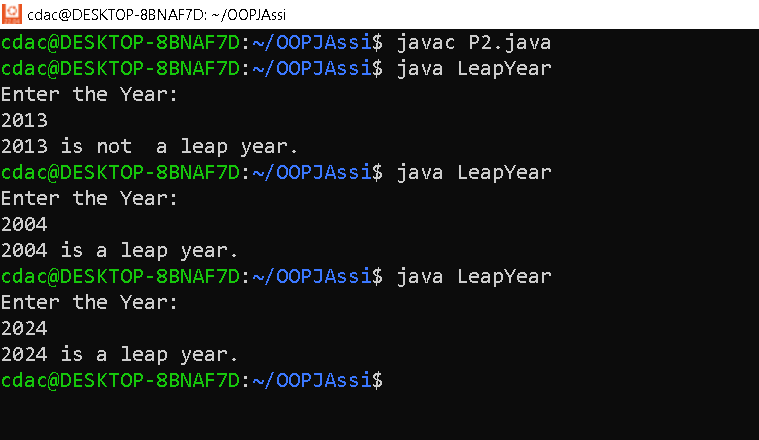 cdac@DESKTOP-8BNAF7D: ~/OOPJAssi
cdac@DESKTOP-8BNAF7D:~/OOPJAssi$ javac P2.java
cdac@DESKTOP-8BNAF7D:~/OOPJAssi$ java LeapYear
Enter the Year:
2013
2013 is not  a leap year.
cdac@DESKTOP-8BNAF7D:~/OOPJAssi$ java LeapYear
Enter the Year:
2004
2004 is a leap year.
cdac@DESKTOP-8BNAF7D:~/OOPJAssi$ java LeapYear
Enter the Year:
2024
2024 is a leap year.
cdac@DESKTOP-8BNAF7D:~/OOPJAssi$